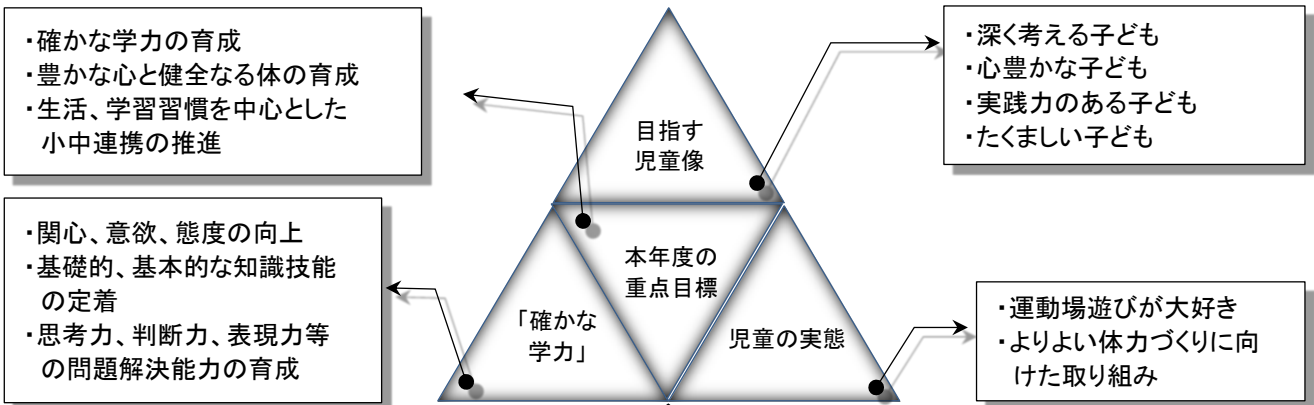 ・確かな学力の育成
・豊かな心と健全なる体の育成
・生活、学習習慣を中心とした
小中連携の推進
・深く考える子ども
・心豊かな子ども
・実践力のある子ども
・たくましい子ども
目指す
児童像
・関心、意欲、態度の向上
・基礎的、基本的な知識技能
の定着
・思考力、判断力、表現力等
の問題解決能力の育成
本年度の
重点目標
「確かな
学力」
児童の実態
・運動場遊びが大好き
・よりよい体力づくりに向
けた取り組み